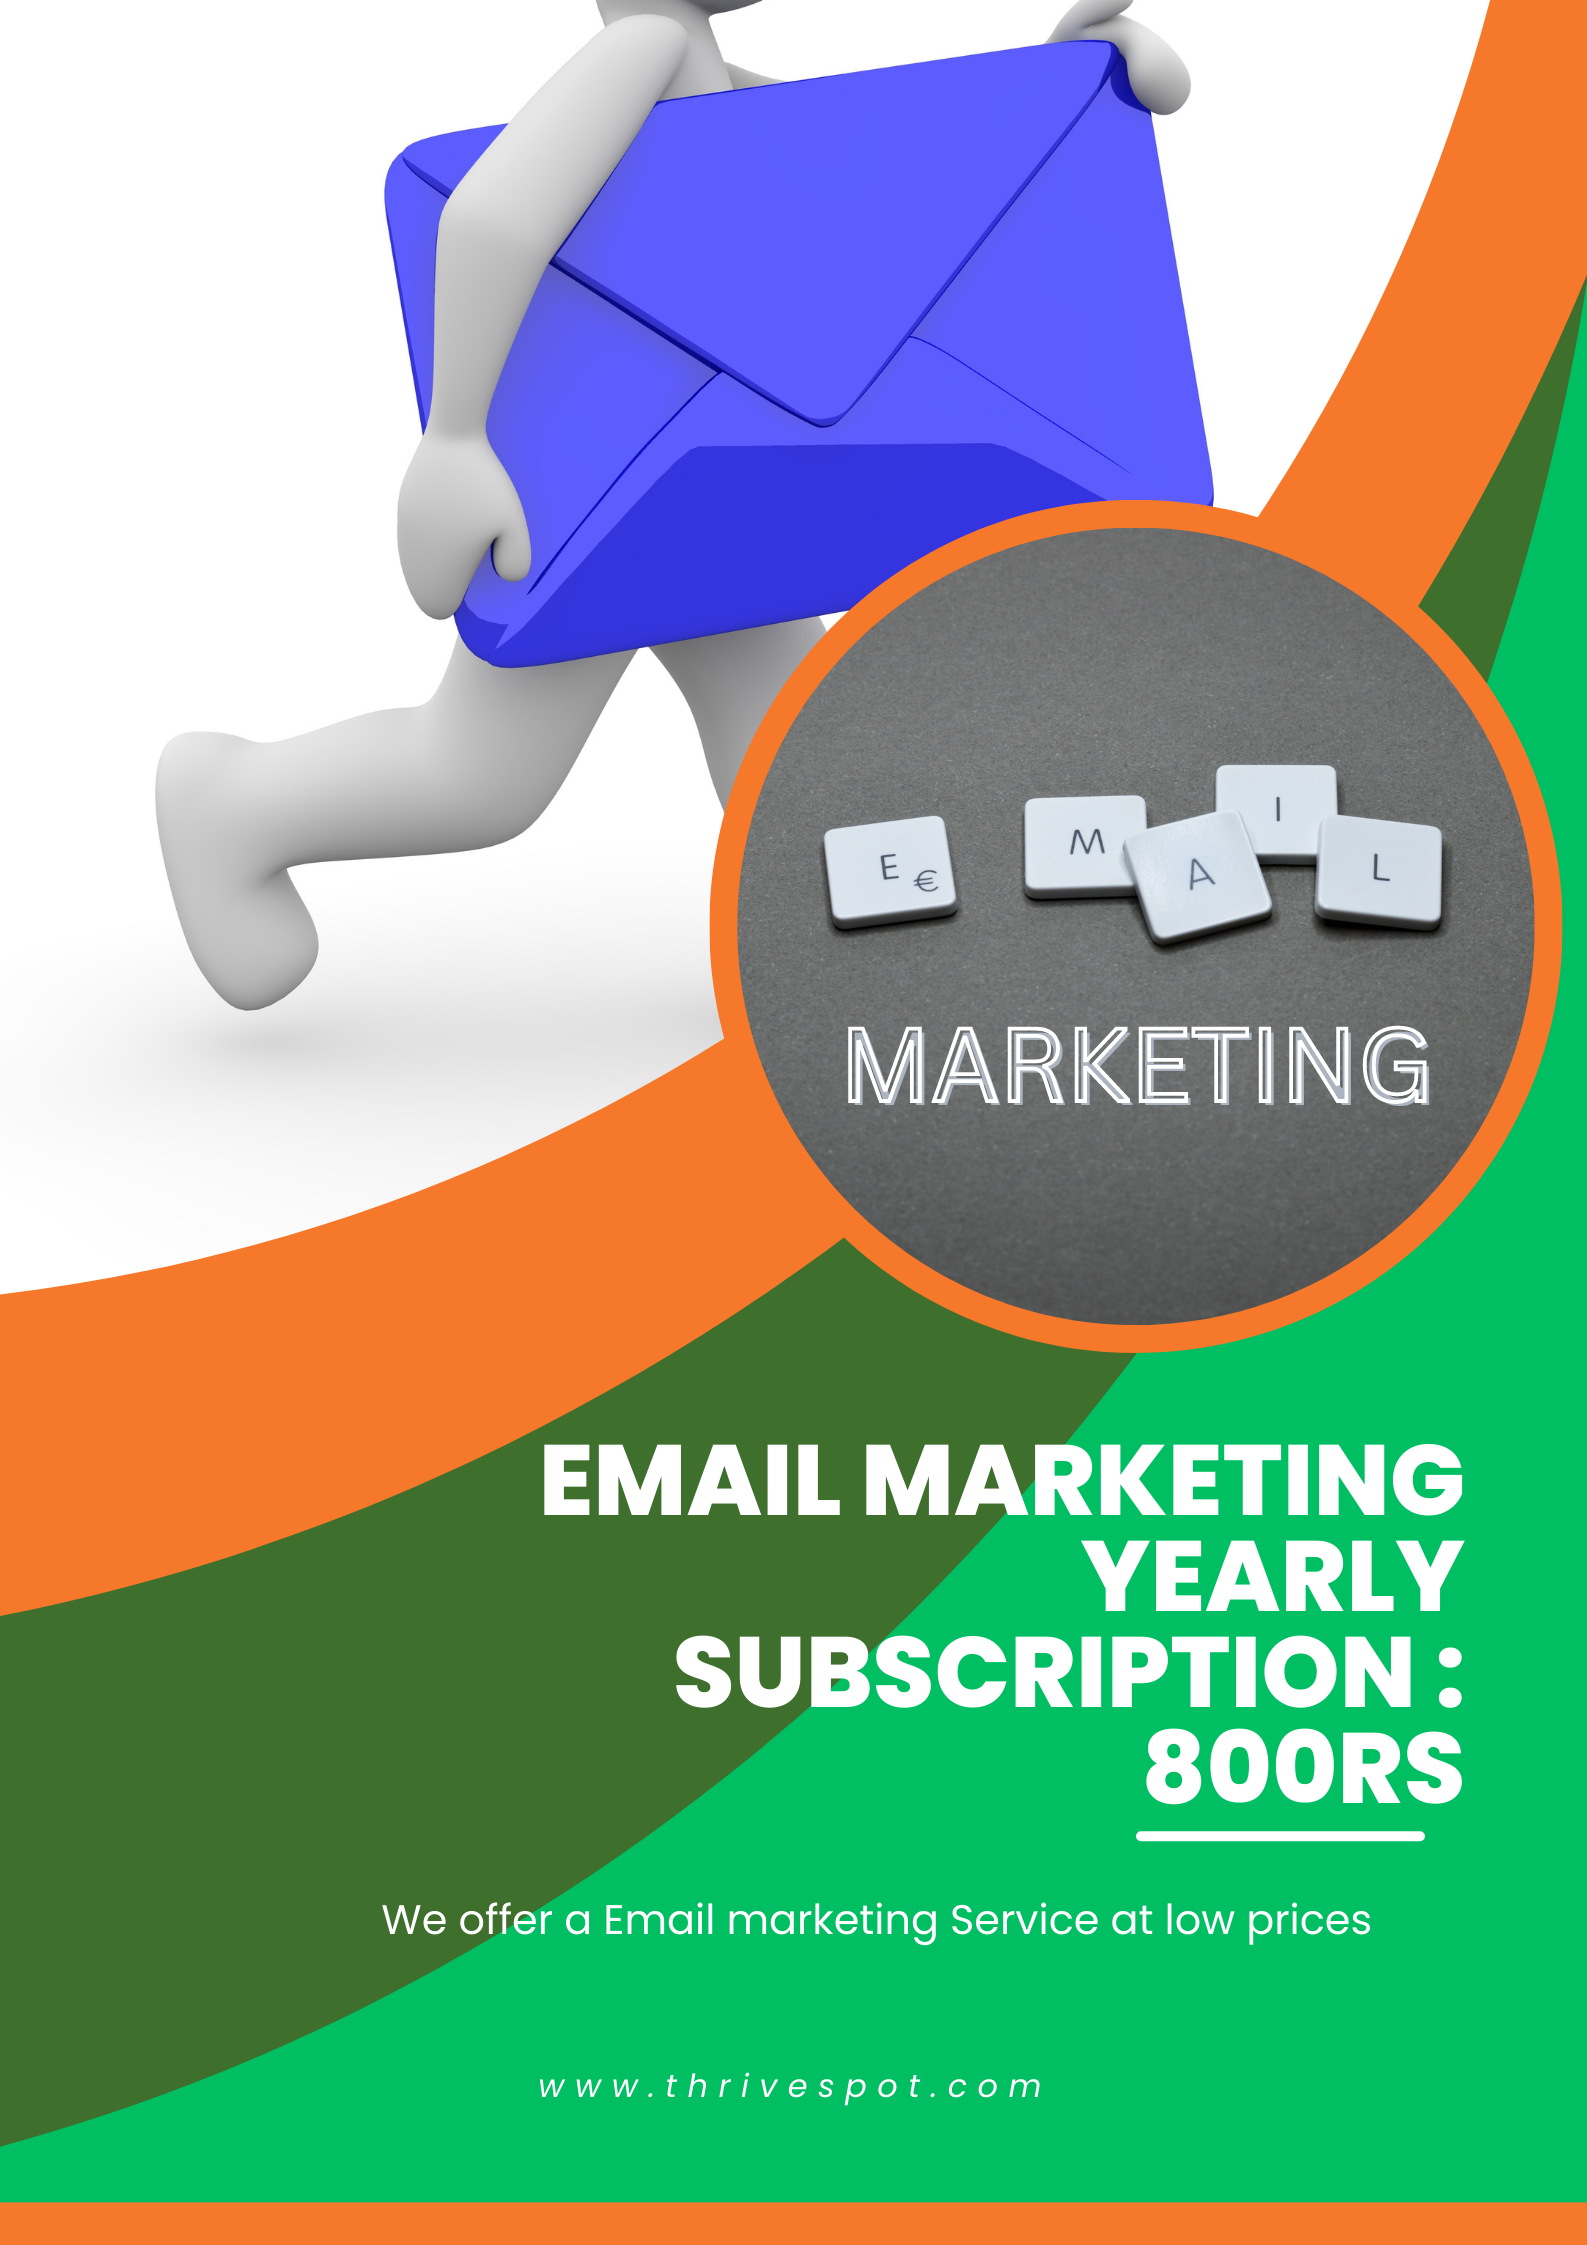 E€ M A I L
MARKETING
EMAIL MARKETING
YEARLY
SUBSCRIPTION :
800RS
We offer a Email marketing Service at low prices
www.thrivespot.com